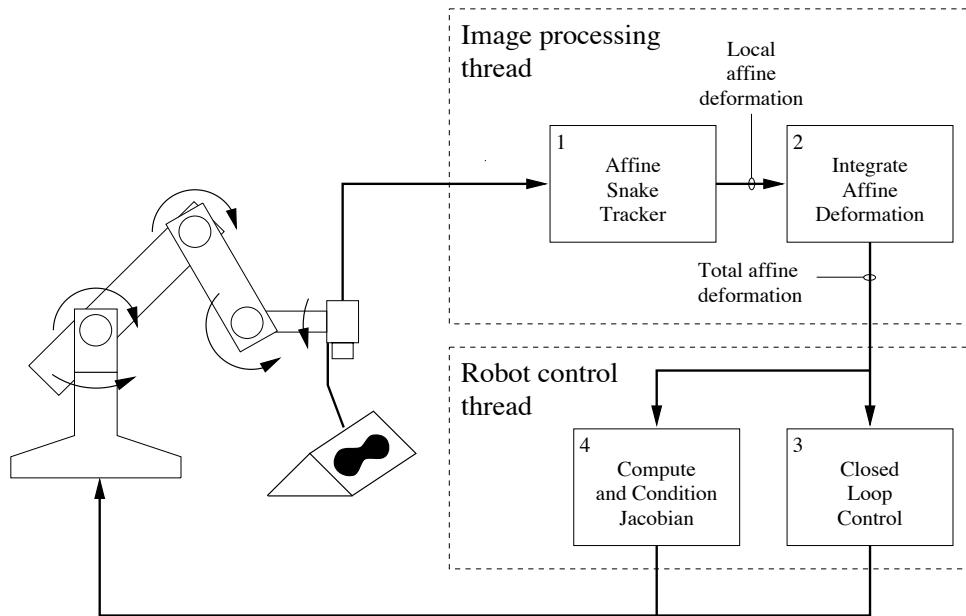 Image processing
thread
Local
affine
deformation
1
Affine
Snake
Tracker
2
Integrate
Affine
Deformation
Total affine
deformation
Robot control
thread
4
Compute
and Condition
Jacobian
3
Closed
Loop
Control